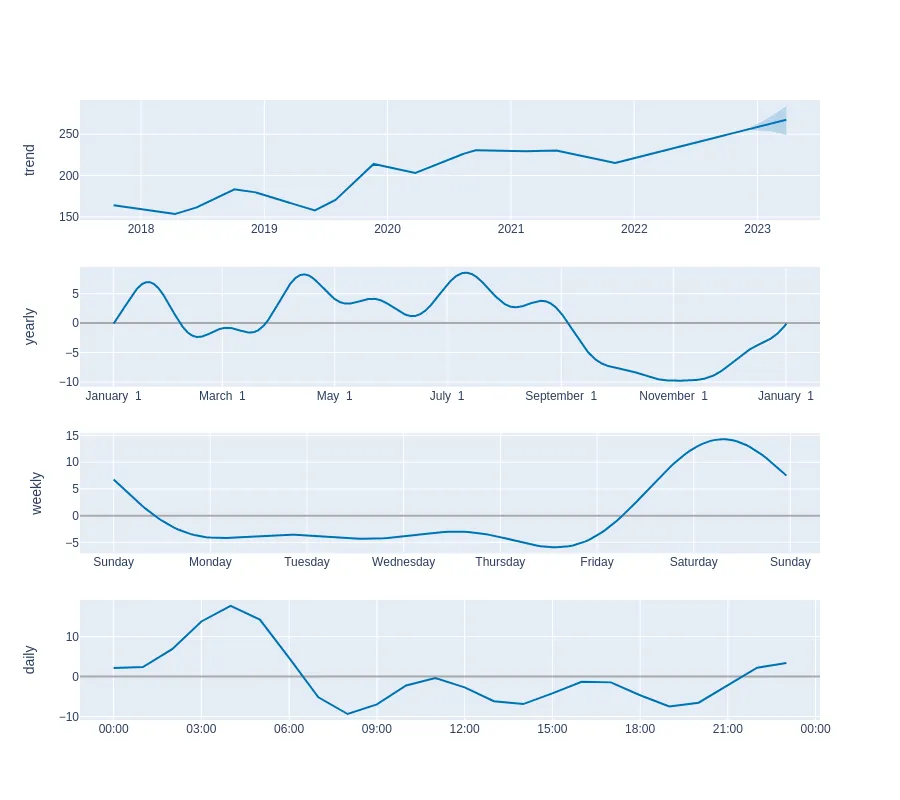 trend
250
200
150
2018 2019 2020 2021 2022 2023
yearly
5
0
−5
−10
January 1 March 1 May 1 July 1 September 1 November 1 January 1
weekly
15
10
5
0
−5
Sunday Monday Tuesday Wednesday Thursday Friday Saturday Sunday
daily
10
0
−10
00:00 03:00 06:00 09:00 12:00 15:00 18:00 21:00 00:00